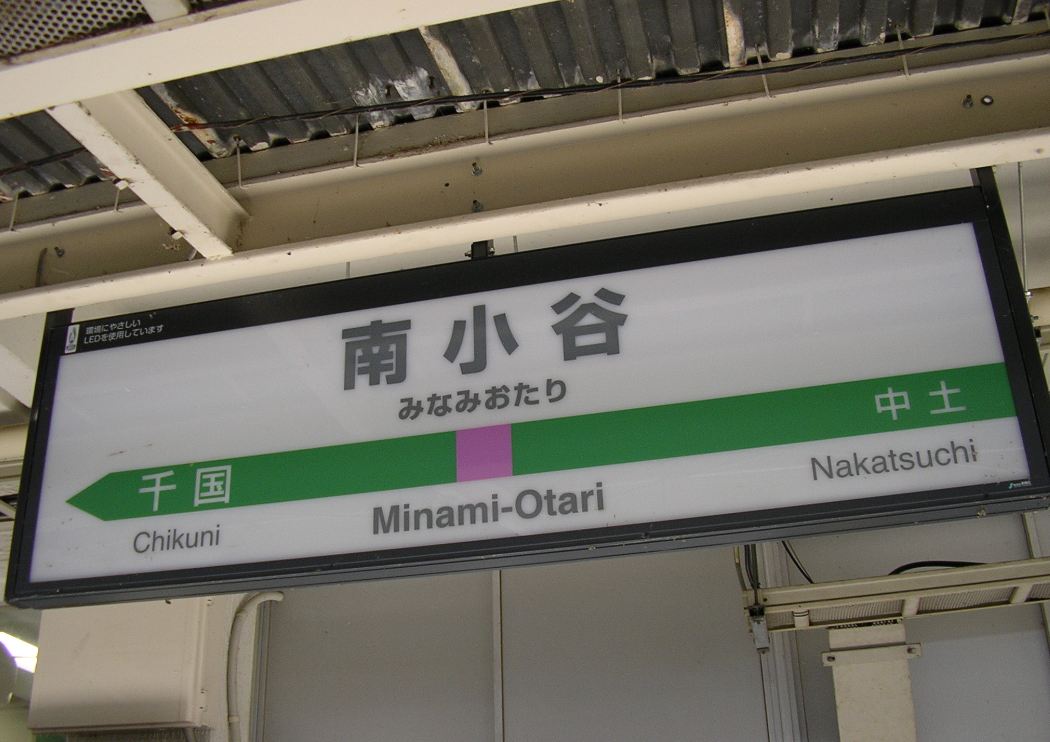 環境にやさしい
LEDを使用しています
南小谷
みなみおたり
千国
中土
Chikuni
Minami-Otari
Nakatsuchi